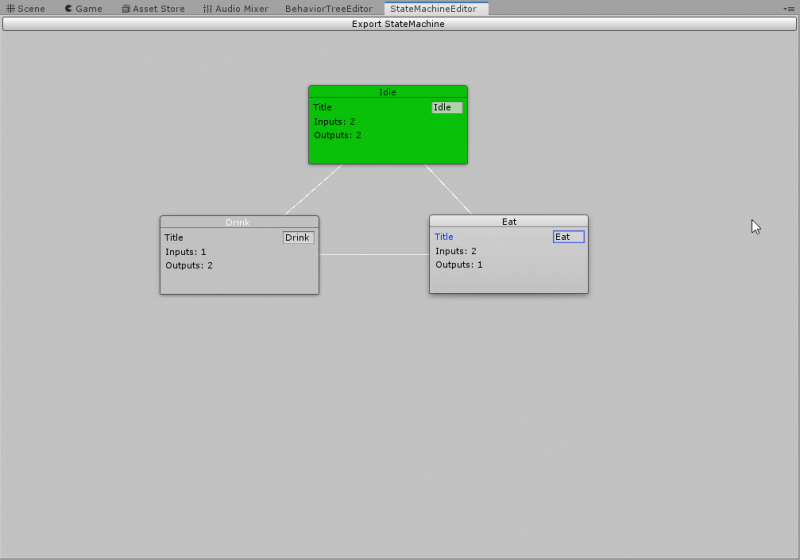 Scene Game Asset Store Audio Mixer BehaviorTreeEditor StateMachineEditor
Export StateMachine
Idle
Title Idle
Inputs: 2
Outputs: 2
Drink
Title Drink
Inputs: 1
Outputs: 2
Eat
Title Eat
Inputs: 2
Outputs: 1